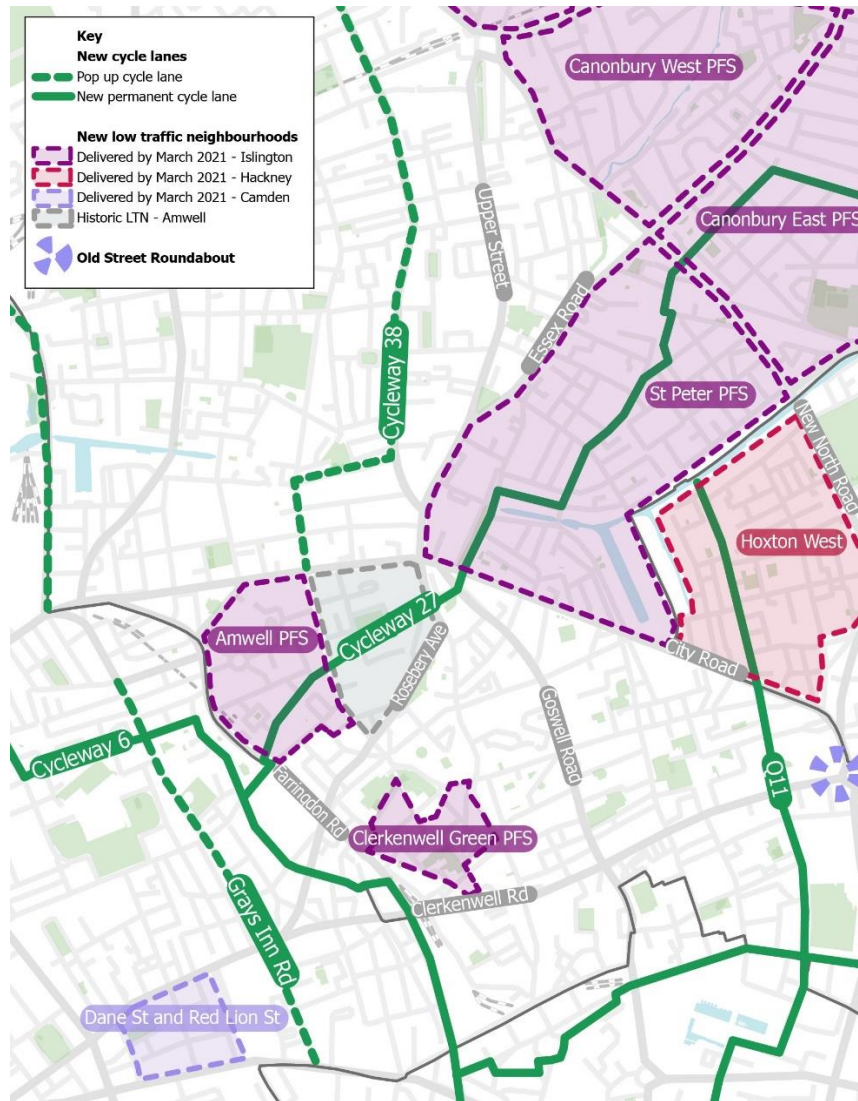 Key
New cycle lanes
Pop up cycle lane
New permanent cycle lane
New low traffic neighbourhoods
Delivered by March 2021 - Islington
Delivered by March 2021 - Hackney
Delivered by March 2021 - Camden
Historic LTN - Amwell
Old Street Roundabout
Canonbury West PFS
Canonbury East PFS
Upper Street
Essex Road
Cycleway 38
St Peter PFS
New North Road
Hoxton West
Amwell PFS
Cycleway 27
Rosebery Ave
City Road
Goswell Road
Cycleway 6
Farringdon Rd
Q11
Clerkenwell Green PFS
Clerkenwell Rd
Grays Inn Rd
Dane St and Red Lion St